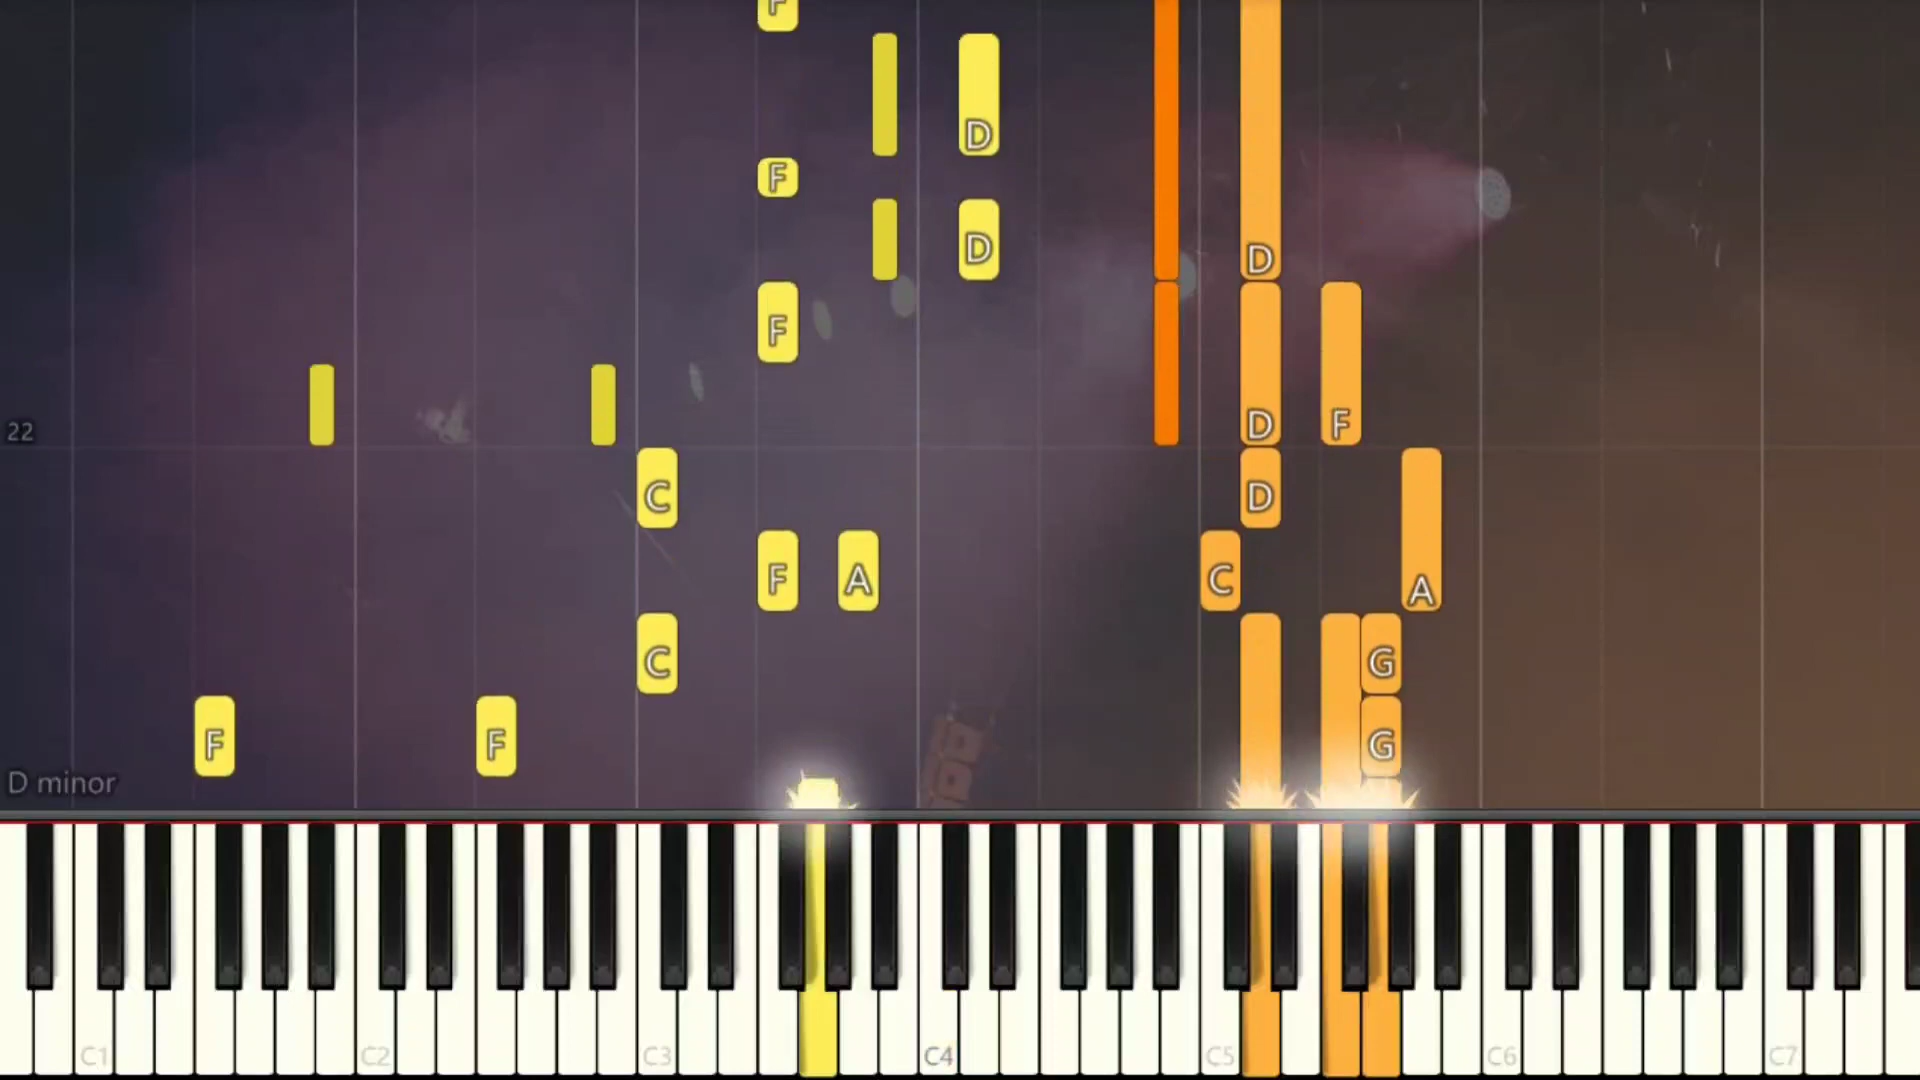 F
D
F
D
D
F
D F
22
C D
F A C A
C G
F F G
D minor
C1 C2 C3 C4 C5 C6 C7